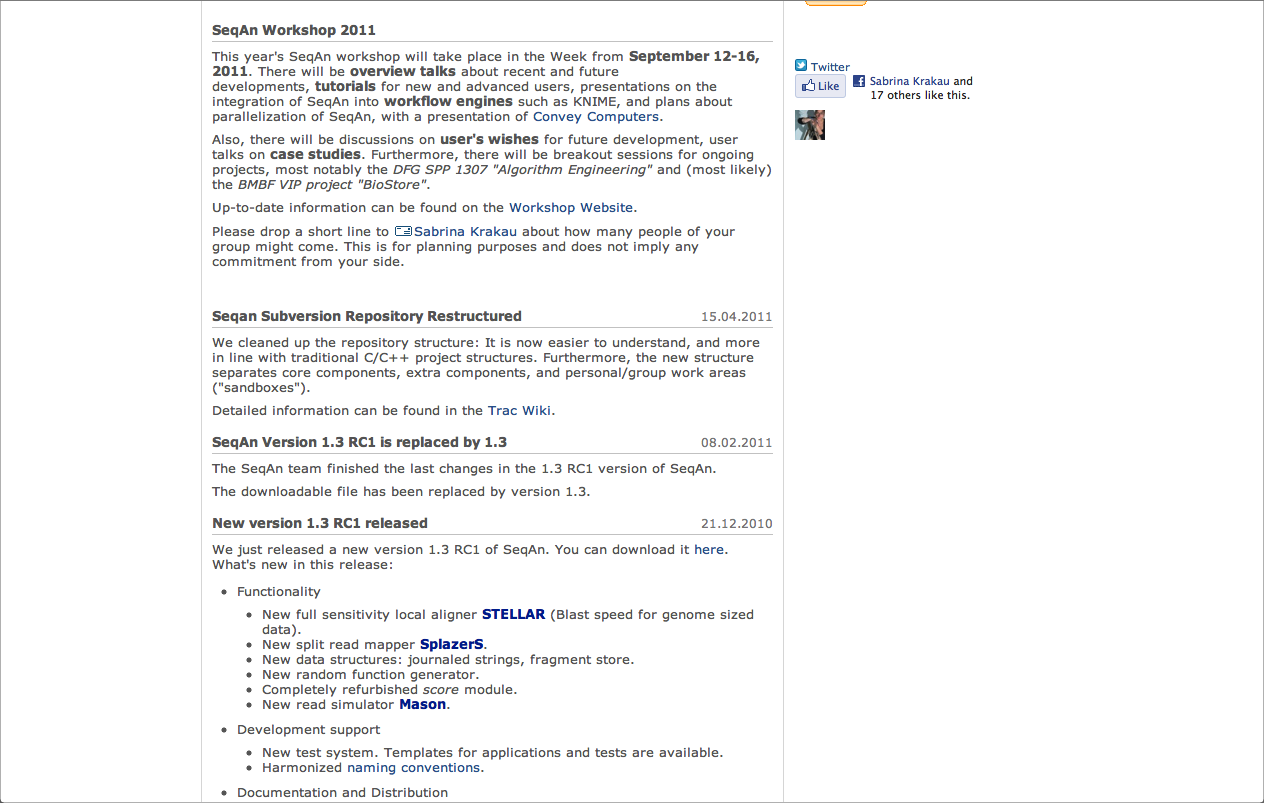 SeqAn Workshop 2011
This year's SeqAn workshop will take place in the Week from September 12-16,
2011. There will be overview talks about recent and future
developments, tutorials for new and advanced users, presentations on the
integration of SeqAn into workflow engines such as KNIME, and plans about
parallelization of SeqAn, with a presentation of Convey Computers.
Also, there will be discussions on user's wishes for future development, user
talks on case studies. Furthermore, there will be breakout sessions for ongoing
projects, most notably the DFG SPP 1307 "Algorithm Engineering" and (most likely)
the BMBF VIP project "BioStore".
Up-to-date information can be found on the Workshop Website.
Please drop a short line to Sabrina Krakau about how many people of your
group might come. This is for planning purposes and does not imply any
commitment from your side.
Seqan Subversion Repository Restructured 15.04.2011
We cleaned up the repository structure: It is now easier to understand, and more
in line with traditional C/C++ project structures. Furthermore, the new structure
separates core components, extra components, and personal/group work areas
("sandboxes").
Detailed information can be found in the Trac Wiki.
SeqAn Version 1.3 RC1 is replaced by 1.3 08.02.2011
The SeqAn team finished the last changes in the 1.3 RC1 version of SeqAn.
The downloadable file has been replaced by version 1.3.
New version 1.3 RC1 released 21.12.2010
We just released a new version 1.3 RC1 of SeqAn. You can download it here.
What's new in this release:
• Functionality
• New full sensitivity local aligner STELLAR (Blast speed for genome sized
data).
• New split read mapper SplazerS.
• New data structures: journaled strings, fragment store.
• New random function generator.
• Completely refurbished score module.
• New read simulator Mason.
• Development support
• New test system. Templates for applications and tests are available.
• Harmonized naming conventions.
• Documentation and Distribution
Twitter
Like Sabrina Krakau and
17 others like this.